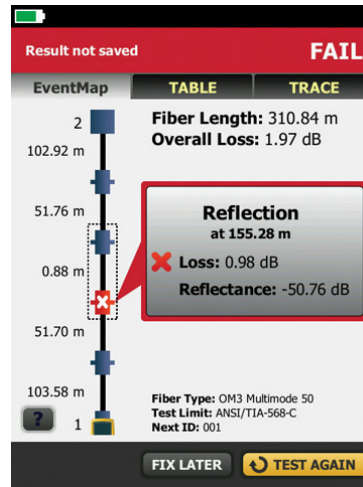 Result not saved
FAIL
EventMap
TABLE
TRACE
2
102.92 m
51.76 m
0.88 m
51.70 m
103.58 m
? 1
Fiber Length: 310.84 m
Overall Loss: 1.97 dB
Reflection
at 155.28 m
Loss: 0.98 dB
Reflectance: -50.76 dB
Fiber Type: OM3 Multimode 50
Test Limit: ANSI/TIA-568-C
Next ID: 001
FIX LATER
TEST AGAIN